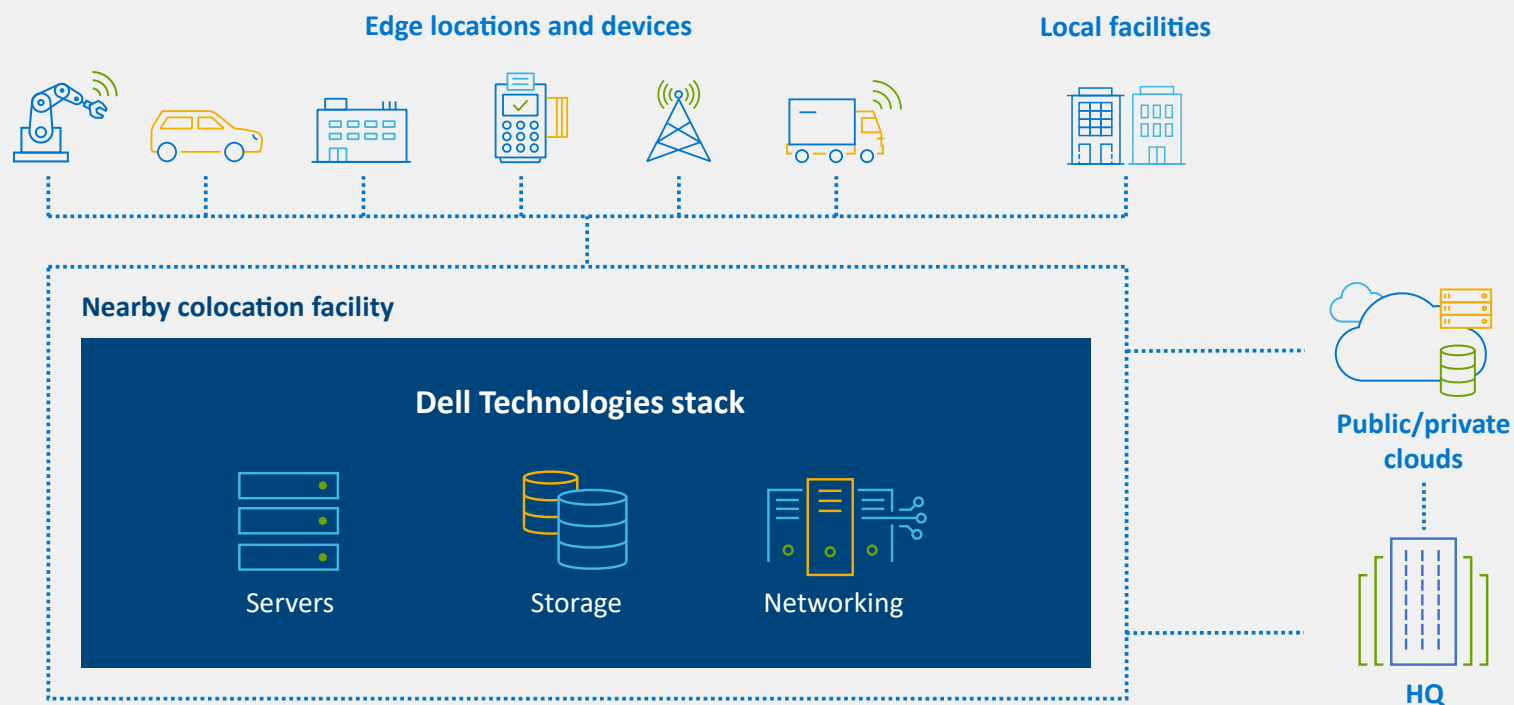 Edge locations and devices
Local facilities
Nearby colocation facility
Dell Technologies stack
Servers
Storage
Networking
Public/private
clouds
HQ